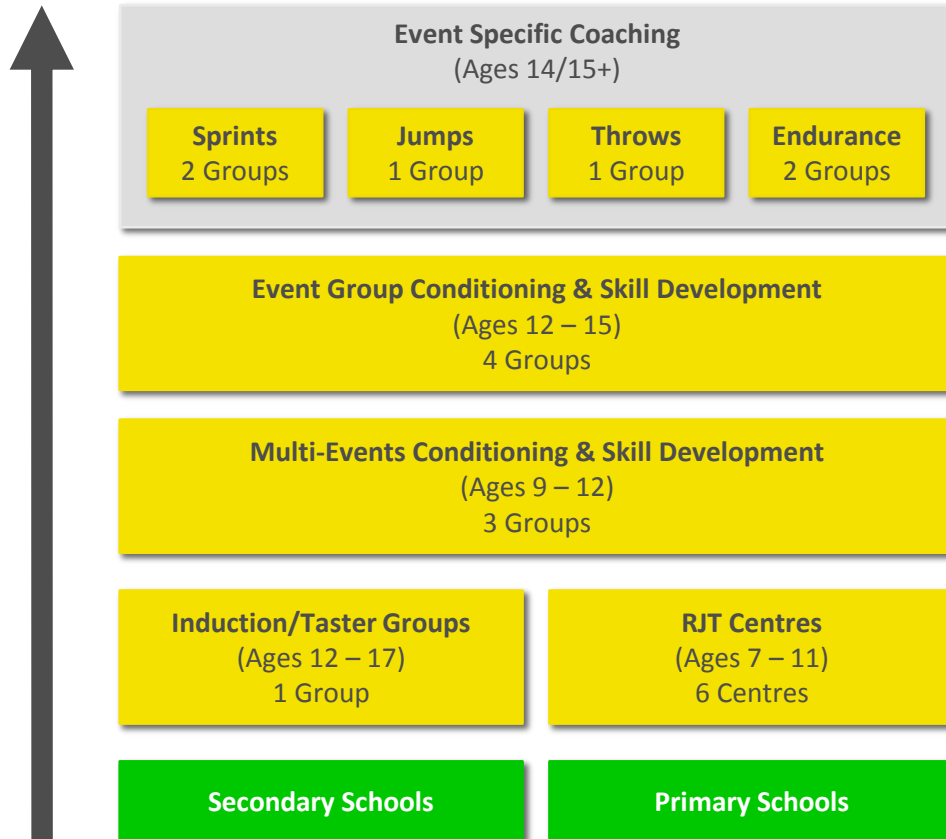 Event Specific Coaching
(Ages 14/15+)
Sprints
2 Groups
Jumps
1 Group
Throws
1 Group
Endurance
2 Groups
Event Group Conditioning & Skill Development
(Ages 12 – 15)
4 Groups
Multi-Events Conditioning & Skill Development
(Ages 9 – 12)
3 Groups
Induction/Taster Groups
(Ages 12 – 17)
1 Group
RJT Centres
(Ages 7 – 11)
6 Centres
Secondary Schools
Primary Schools